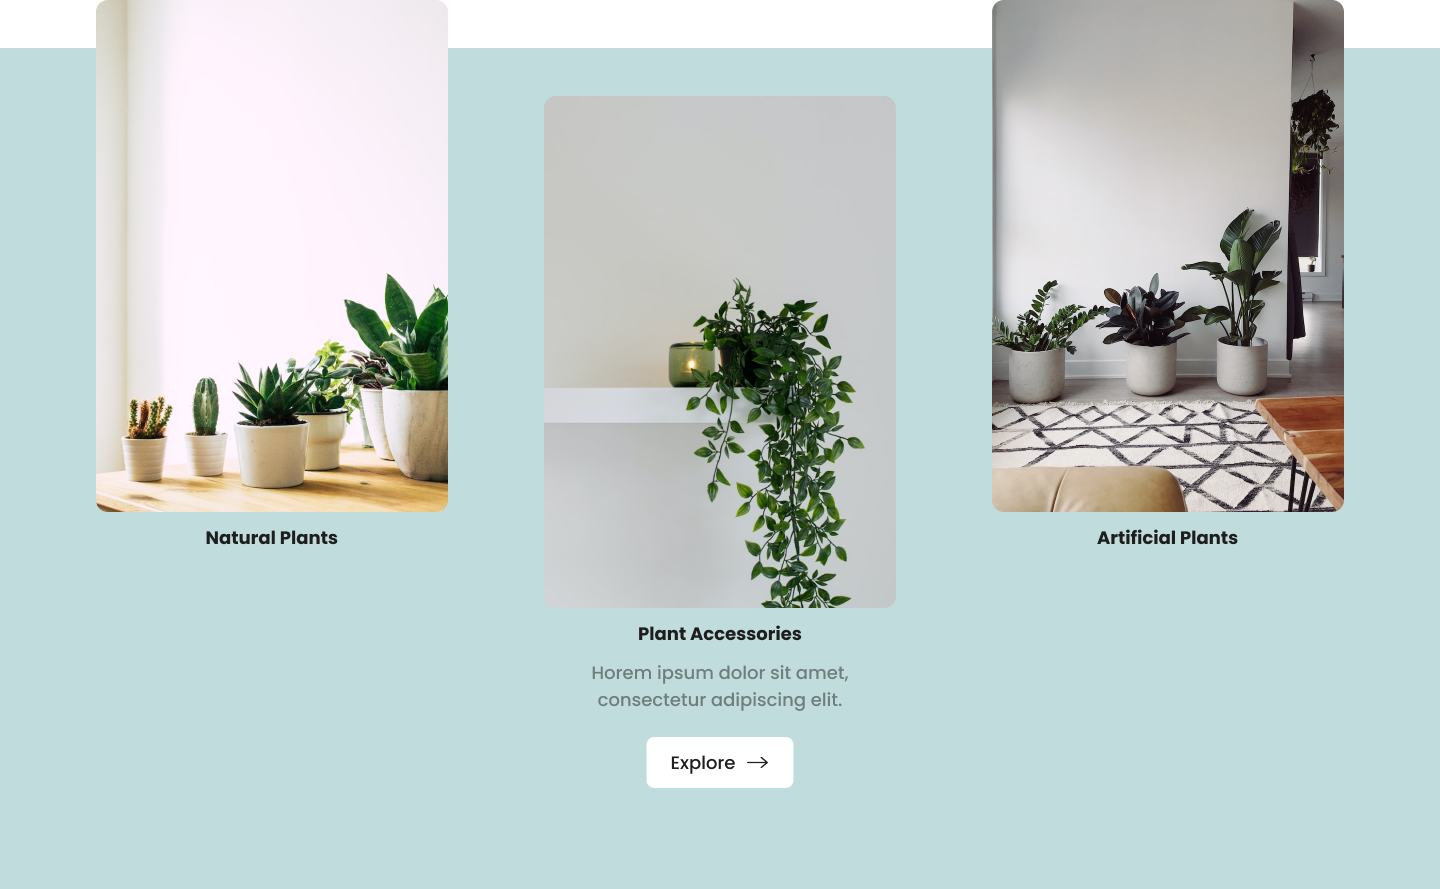 Natural Plants
Artificial Plants
Plant Accessories
Horem ipsum dolor sit amet,
consectetur adipiscing elit.
Explore